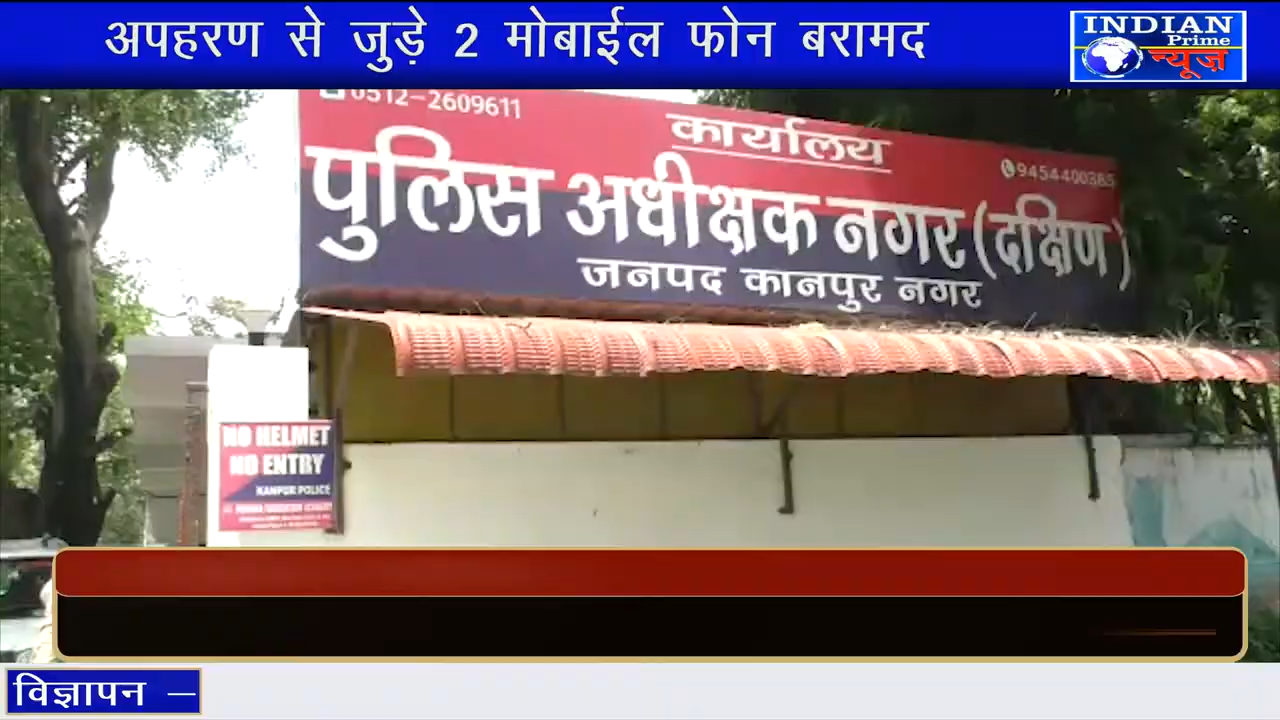 अपहरण से जुड़े 2 मोबाईल फोन बरामद
INDIAN
Prime
न्यूज़
0512-2609611
कार्यालय
9454400385
पुलिस अधीक्षक नगर (दक्षिण)
जनपद कानपुर नगर
NO HELMET
NO ENTRY
KANPUR POLICE
विज्ञापन –